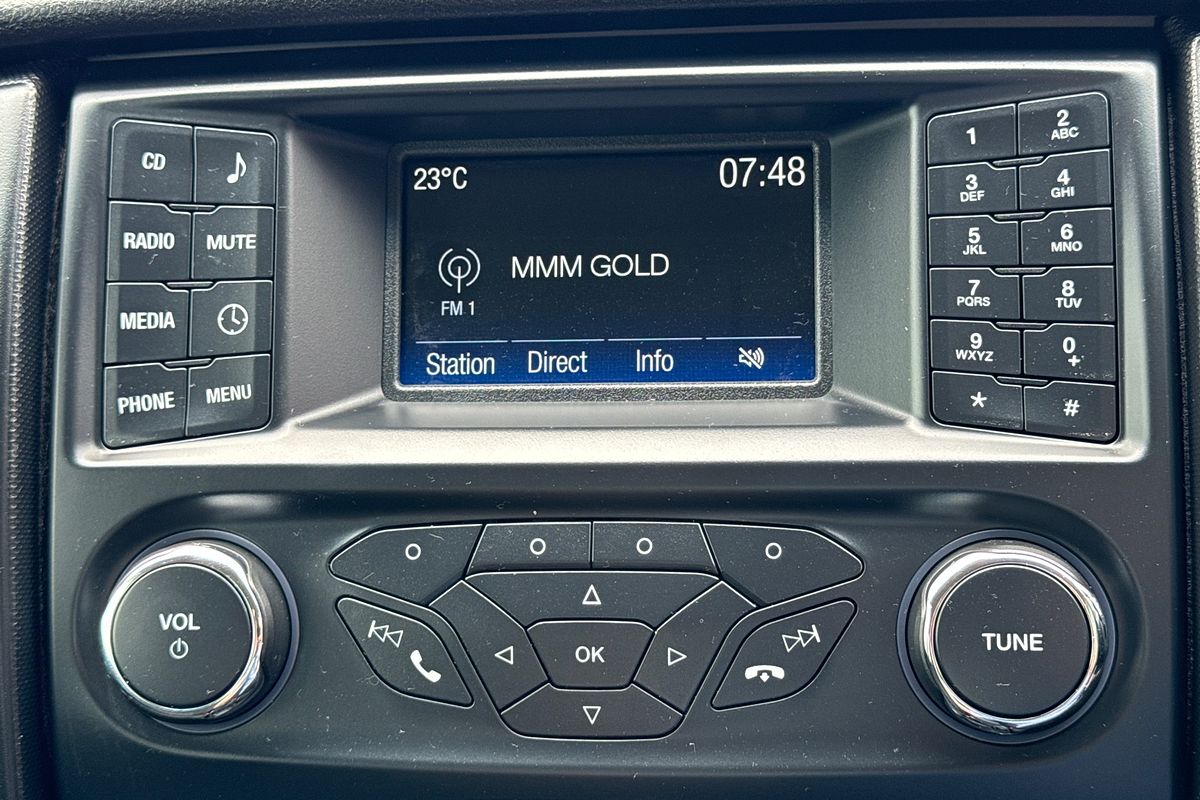 CD
RADIO
MUTE
MEDIA
PHONE
MENU
23°C
07:48
MMM GOLD
FM 1
Station Direct Info
1
2 ABC
3 DEF
4 GHI
5 JKL
6 MNO
7 PQRS
8 TUV
9 WXYZ
0 +
*
#
VOL
OK
TUNE